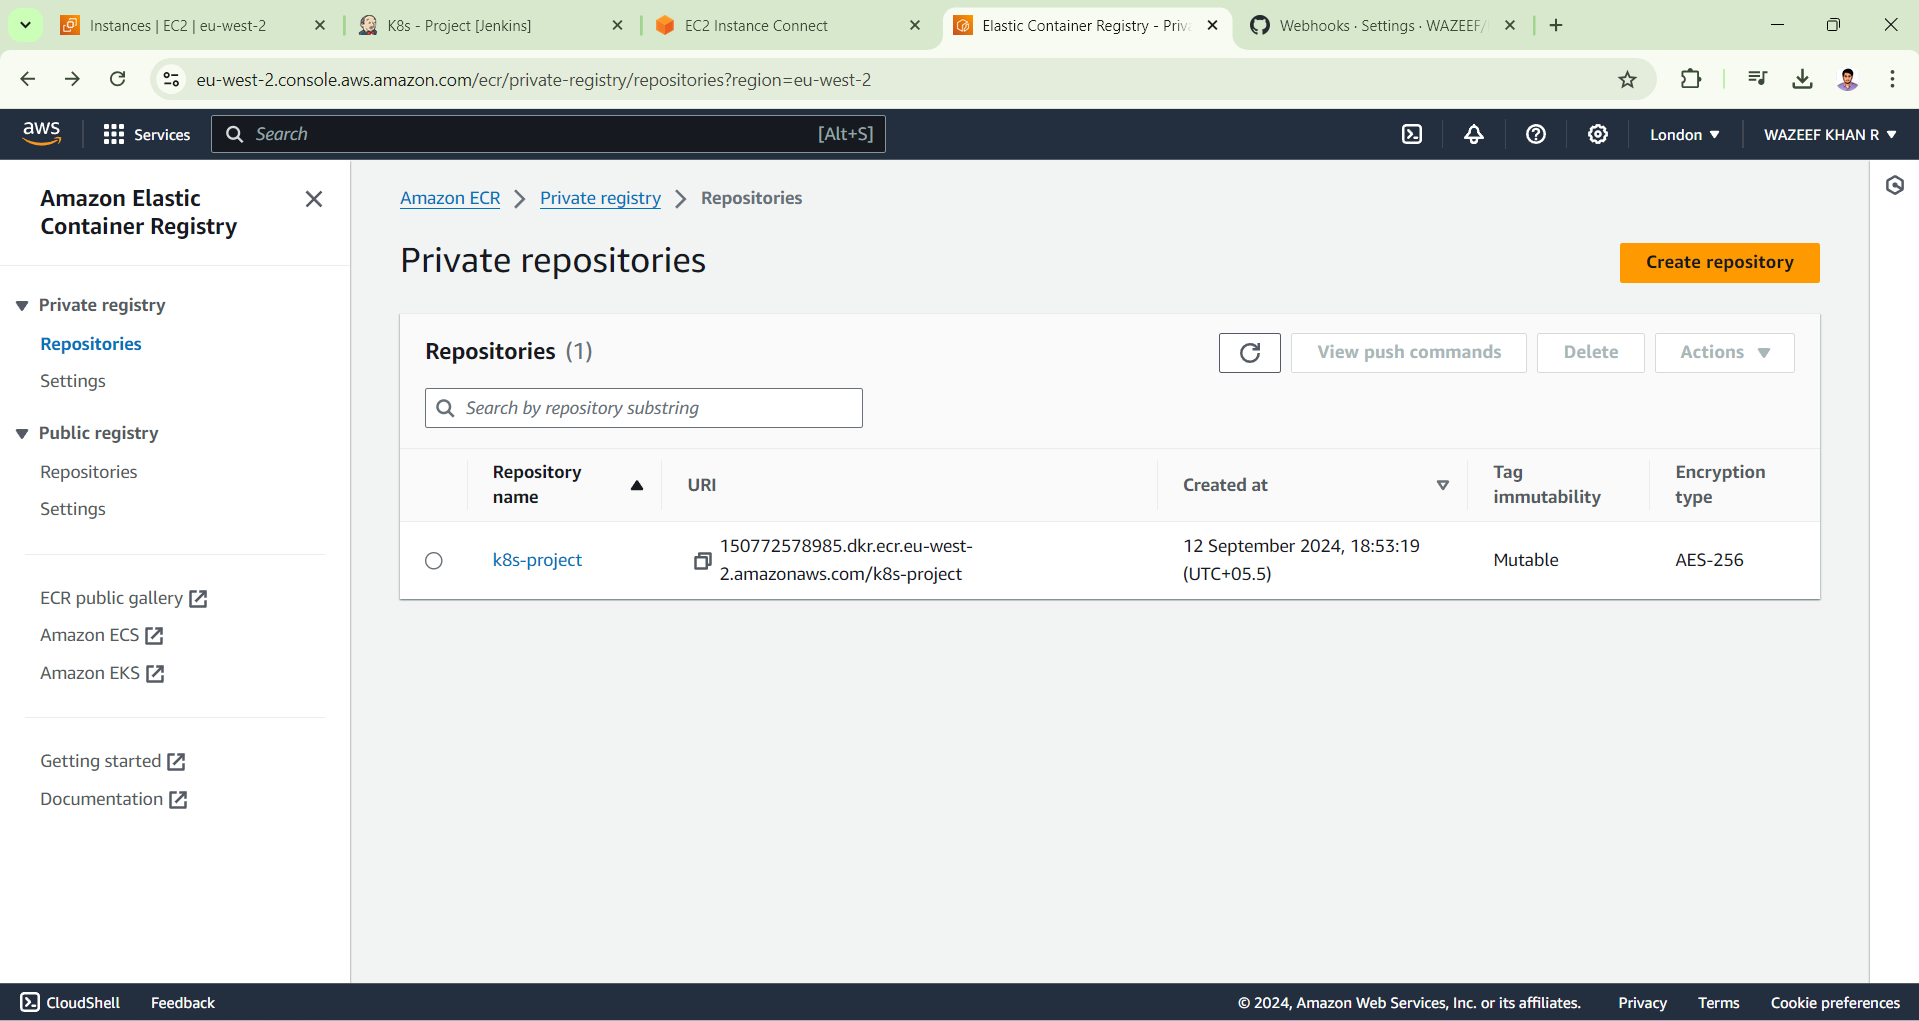 Instances | EC2 | eu-west-2
K8s - Project [Jenkins]
EC2 Instance Connect
Elastic Container Registry - Priva
Webhooks · Settings · WAZEEF/
eu-west-2.console.aws.amazon.com/ecr/private-registry/repositories?region=eu-west-2
aws
Services
Search
[Alt+S]
London
WAZEEF KHAN R
Amazon Elastic
Container Registry
Private registry
Repositories
Settings
Public registry
Repositories
Settings
ECR public gallery
Amazon ECS
Amazon EKS
Getting started
Documentation
Amazon ECR
Private registry
Repositories
Private repositories
Create repository
Repositories (1)
View push commands
Delete
Actions
Search by repository substring
Repository
name
URI
Created at
Tag
immutability
Encryption
type
k8s-project
150772578985.dkr.ecr.eu-west-
2.amazonaws.com/k8s-project
12 September 2024, 18:53:19
(UTC+05.5)
Mutable
AES-256
CloudShell
Feedback
© 2024, Amazon Web Services, Inc. or its affiliates.
Privacy
Terms
Cookie preferences